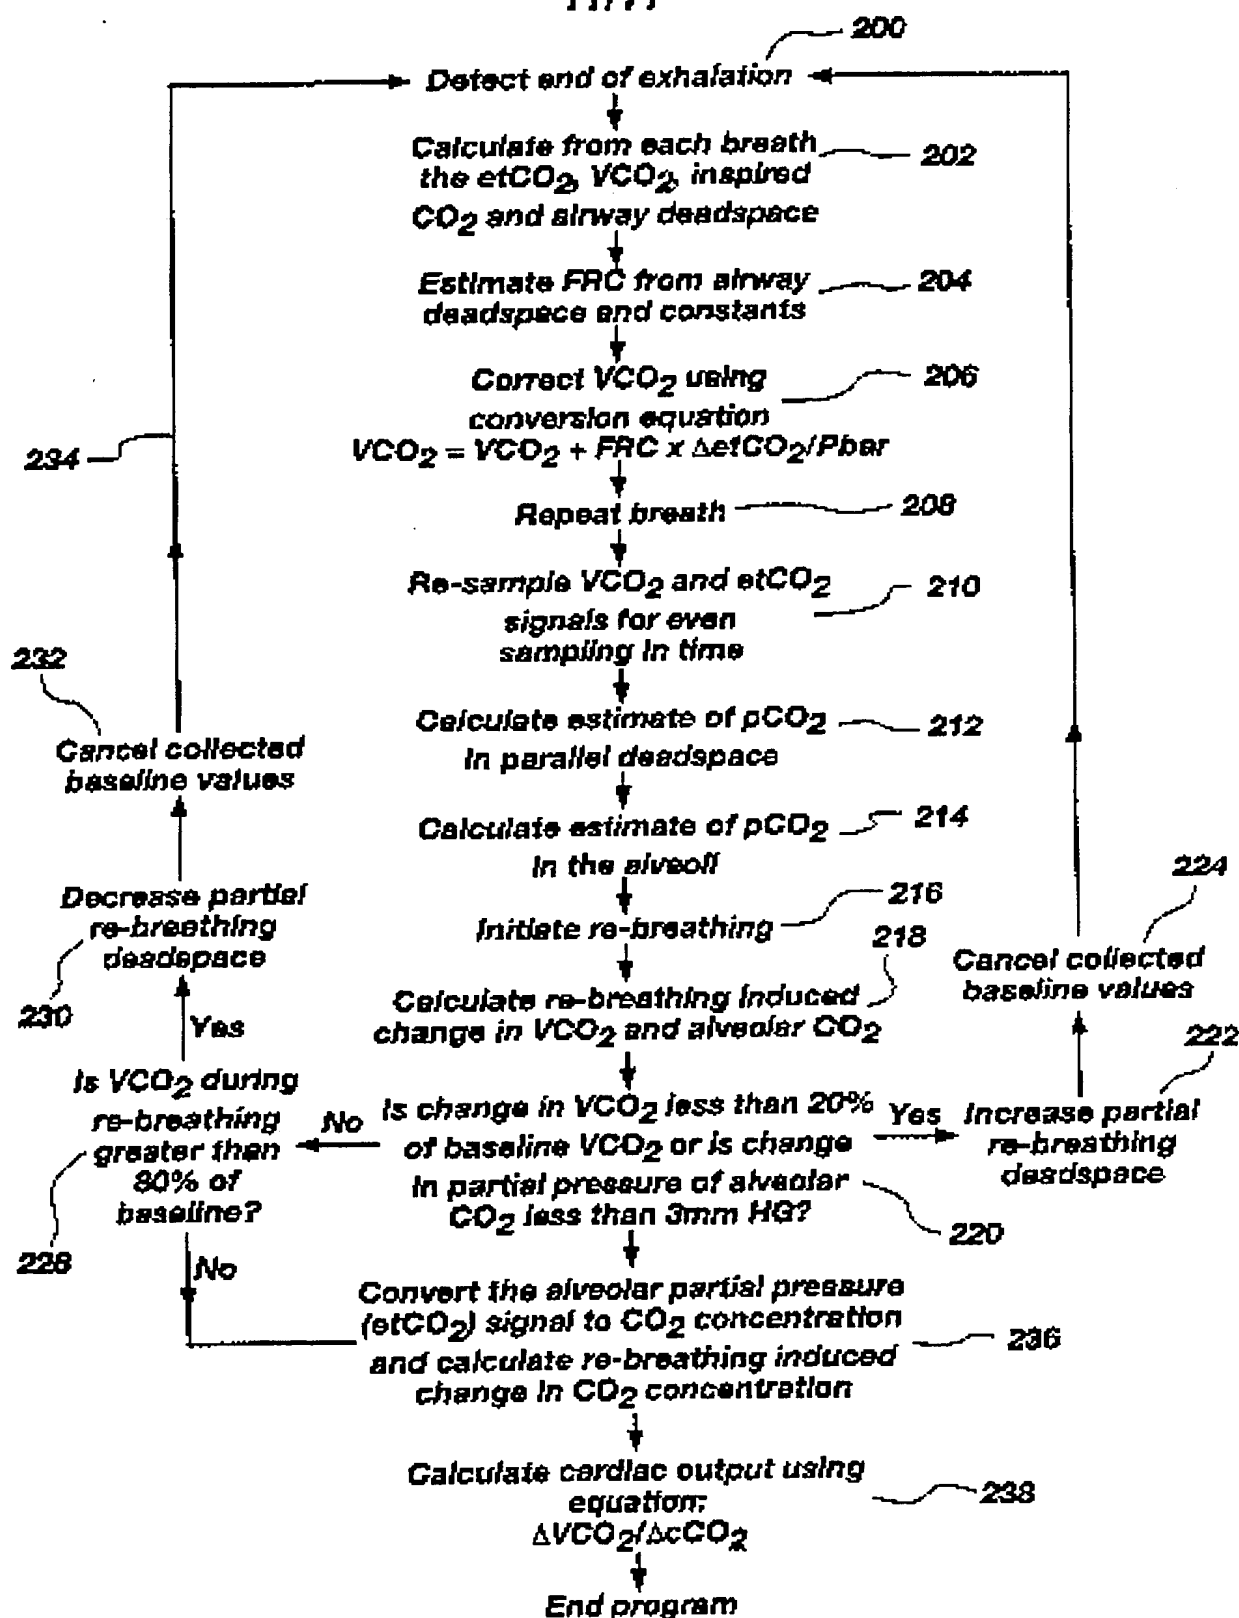 200
Detect end of exhalation
Calculate from each breath
the etCO2, VCO2, inspired
CO2 and airway deadspace
202
Estimate FRC from airway
deadspace and constants
204
Correct VCO2 using
conversion equation
VCO2 = VCO2 + FRC x ΔetCO2/Pbar
206
234
Repeat breath
208
Re-sample VCO2 and etCO2
signals for even
sampling in time
210
232
Cancel collected
baseline values
Calculate estimate of pCO2
in parallel deadspace
212
Calculate estimate of pCO2
in the alveoli
214
Decrease partial
re-breathing
deadspace
230
Yes
Initiate re-breathing
216
224
Cancel collected
baseline values
Calculate re-breathing induced
change in VCO2 and alveolar CO2
218
222
Is VCO2 during
re-breathing
greater than
80% of
baseline?
228
No
No
Is change in VCO2 less than 20%
of baseline VCO2 or is change
in partial pressure of alveolar
CO2 less than 3mm HG?
220
Yes
Increase partial
re-breathing
deadspace
Convert the alveolar partial pressure
(etCO2) signal to CO2 concentration
and calculate re-breathing induced
change in CO2 concentration
236
Calculate cardiac output using
equation:
ΔVCO2/ΔcCO2
238
End program